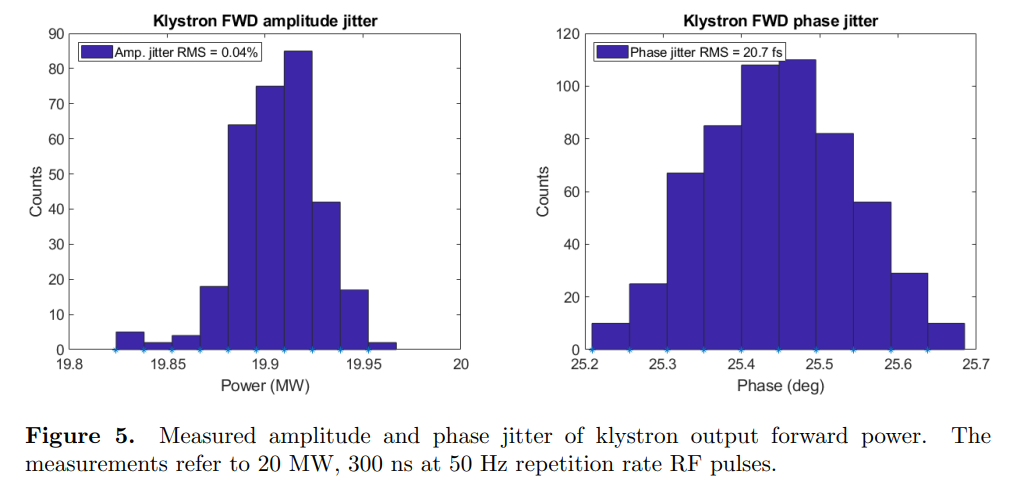 Klystron FWD amplitude jitter
Amp. jitter RMS = 0.04%
90
80
70
60
50
40
30
20
10
0
Counts
19.8
19.85
19.9
19.95
20
Power (MW)
Klystron FWD phase jitter
Phase jitter RMS = 20.7 fs
120
100
80
60
40
20
0
Counts
25.2
25.3
25.4
25.5
25.6
25.7
Phase (deg)
Figure 5. Measured amplitude and phase jitter of klystron output forward power. The
measurements refer to 20 MW, 300 ns at 50 Hz repetition rate RF pulses.